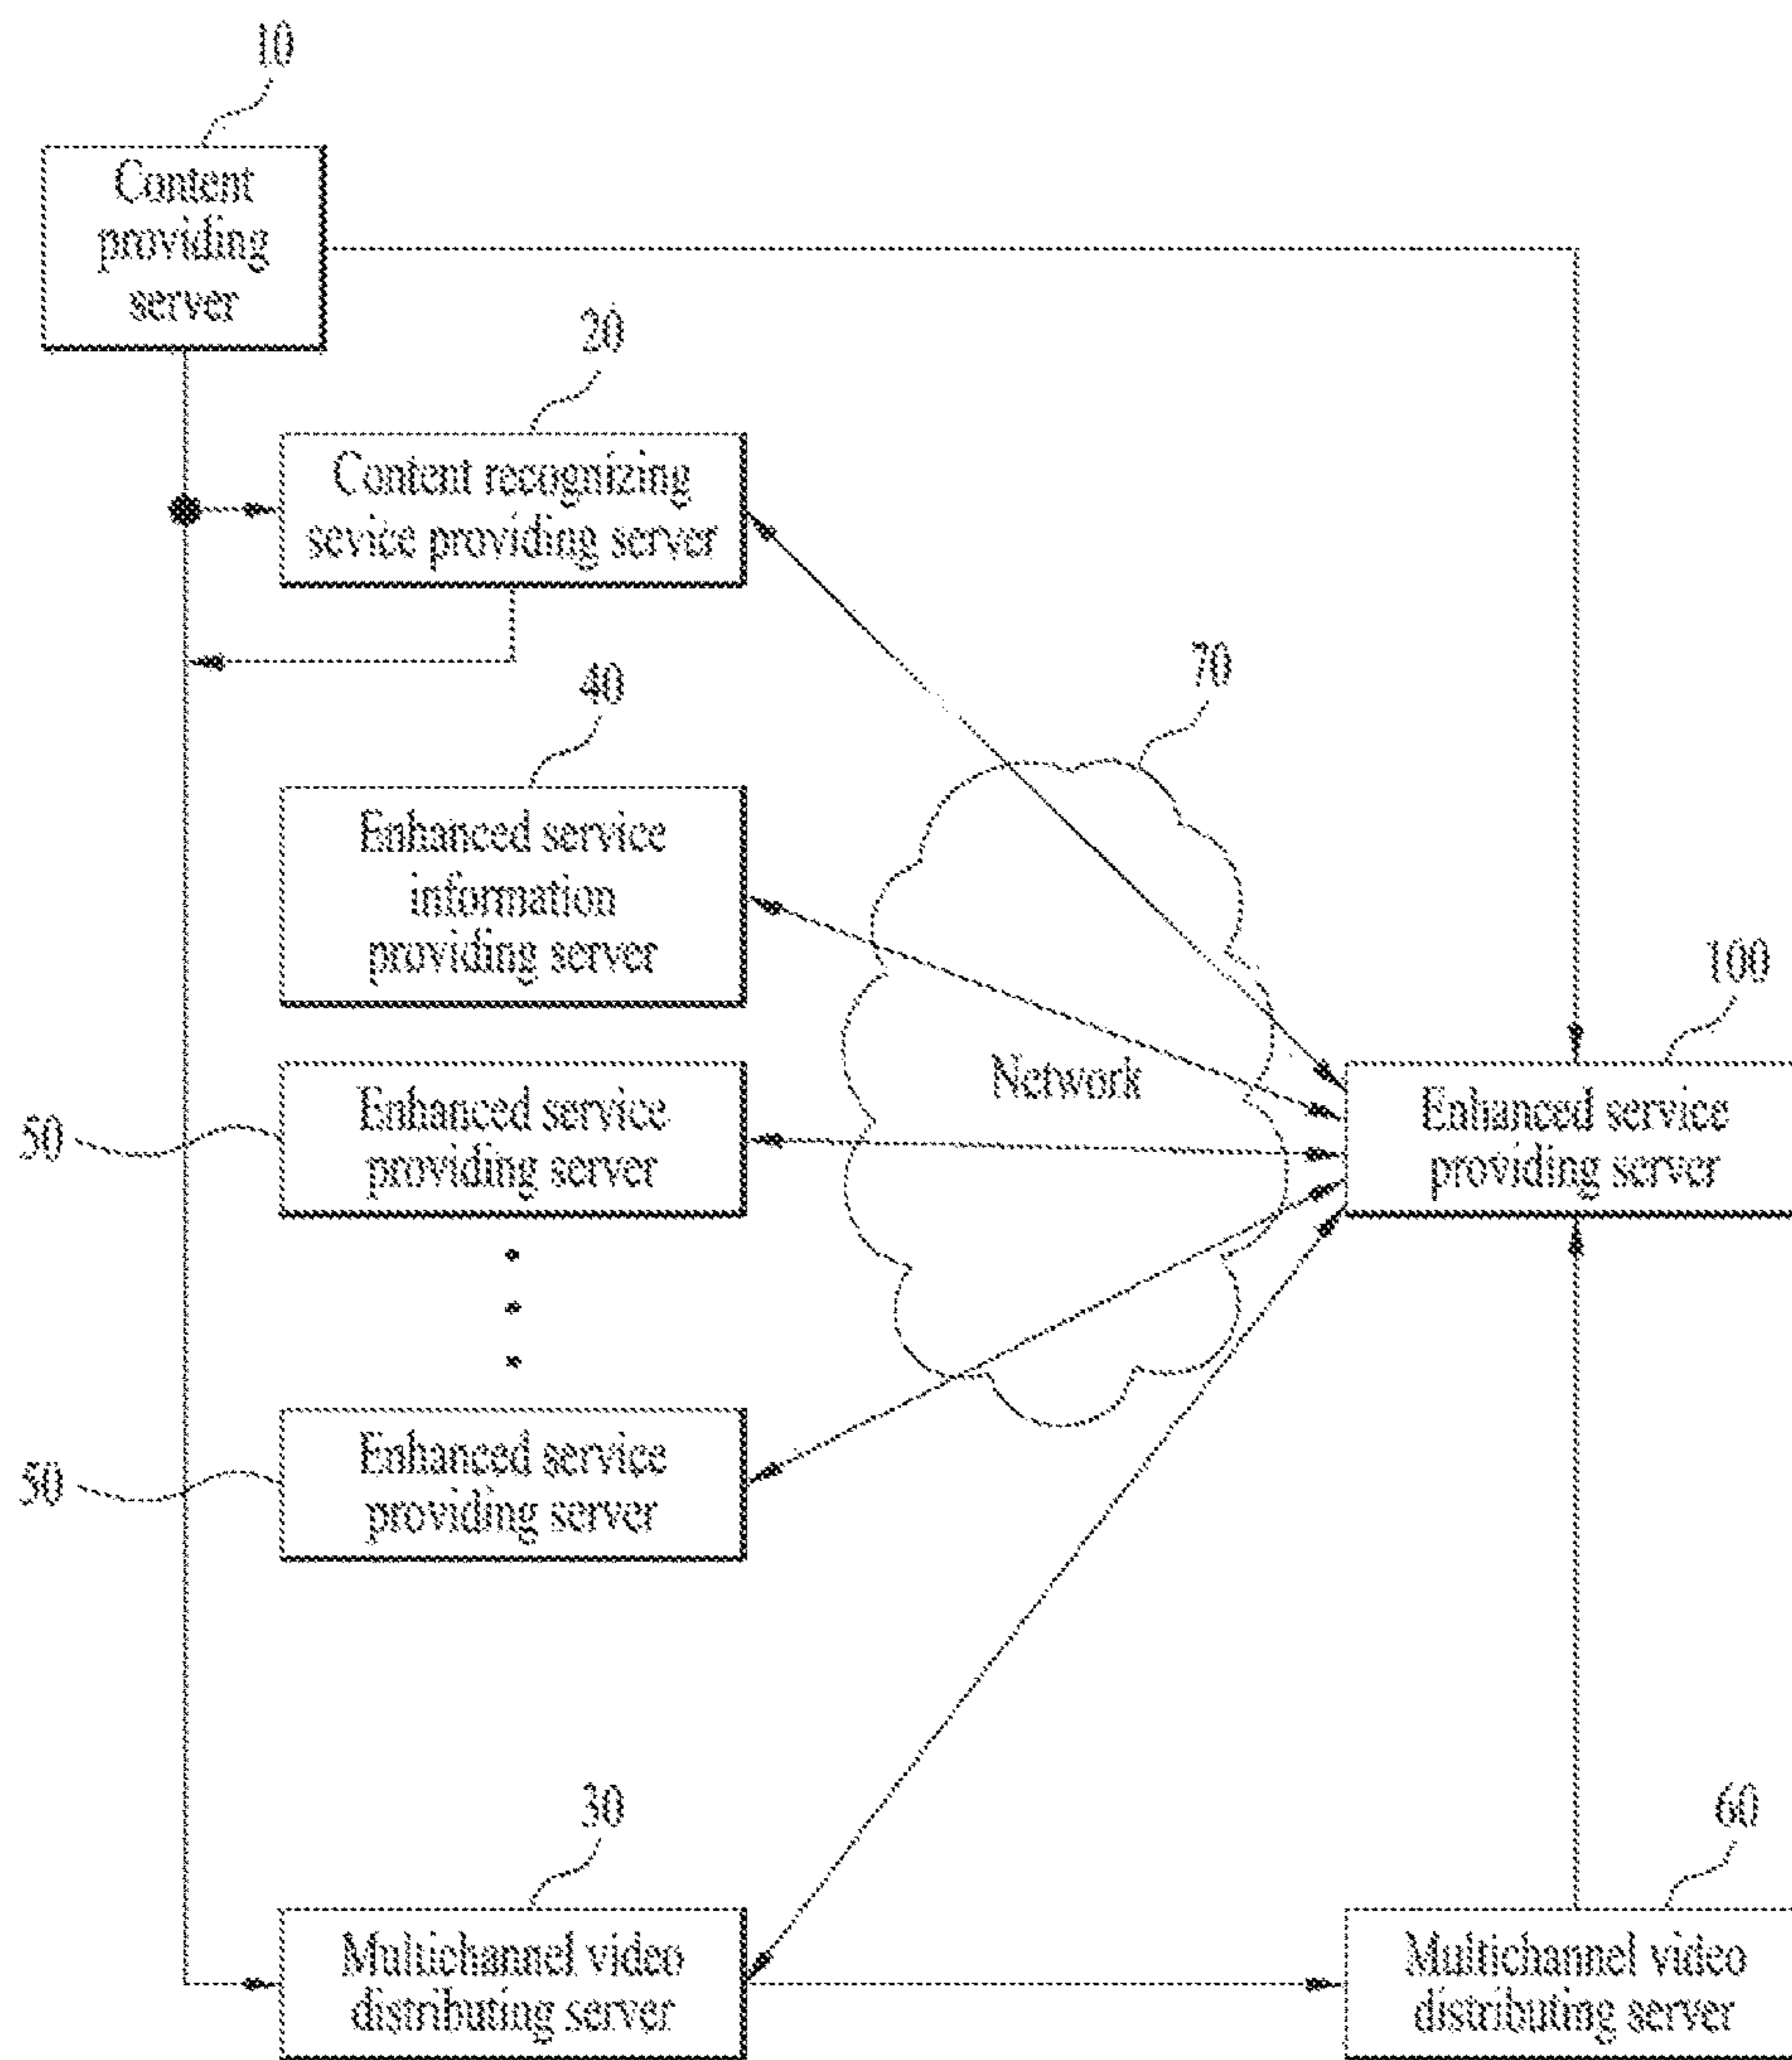 10
Content
providing
server
20
Content recognizing
sevice providing server
40
70
Enhanced service
information
providing server
100
Network
50
Enhanced service
providing server
Enhanced service
providing server
50
Enhanced service
providing server
30
60
Multichannel video
distributing server
Multichannel video
distributing server